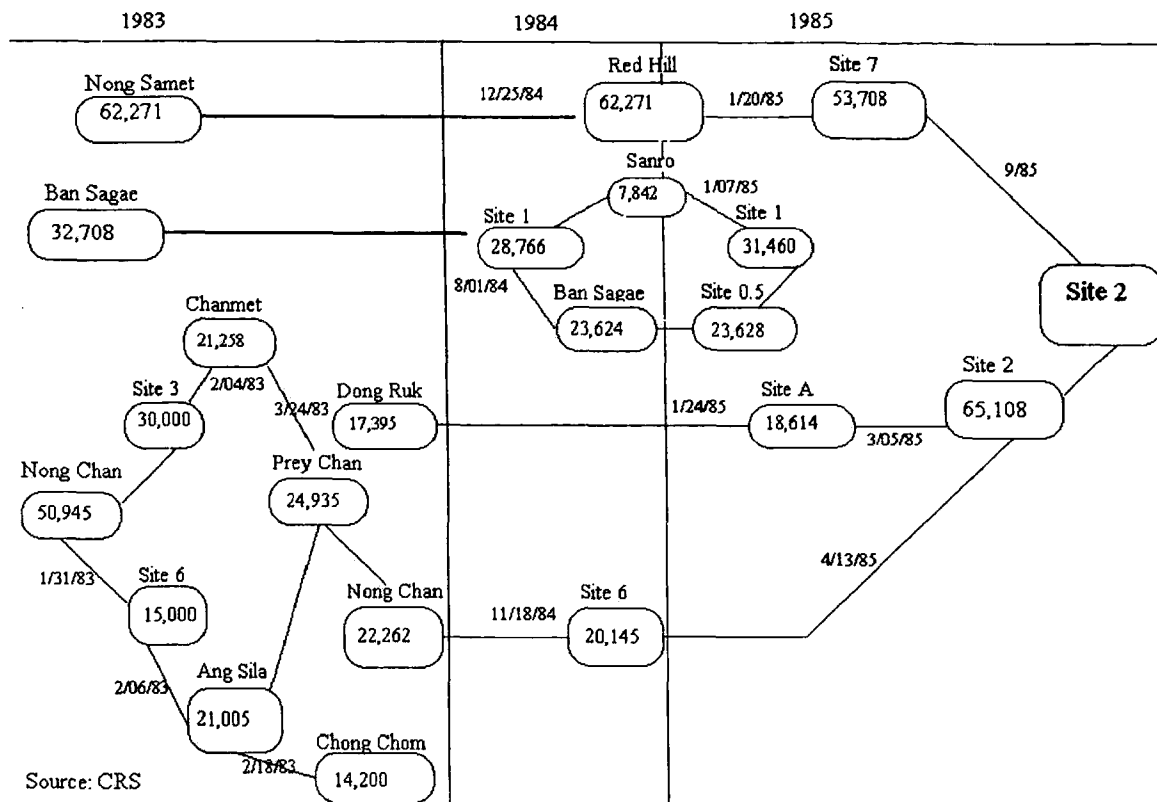 1983 1984 1985
Red Hill Site 7
Nong Samet
62,271 12/25/84 62,271 1/20/85 53,708
Sanro 9/85
Ban Sagae 7,842 1/07/85
Site 1 Site 1
32,708 28,766 31,460
8/01/84 Ban Sagae Site 0.5 Site 2
Chanmet 23,624 23,628
21,258
2/04/83 Dong Ruk Site A Site 2
Site 3 3/24/83
30,000 17,395 1/24/85 18,614 65,108
3/05/85
Nong Chan Prey Chan
50,945 24,935
4/13/85
1/31/83 Site 6 Nong Chan Site 6
15,000 11/18/84
22,262 20,145
Ang Sila
2/06/83
21,005
Chong Chom
2/18/83
Source: CRS 14,200